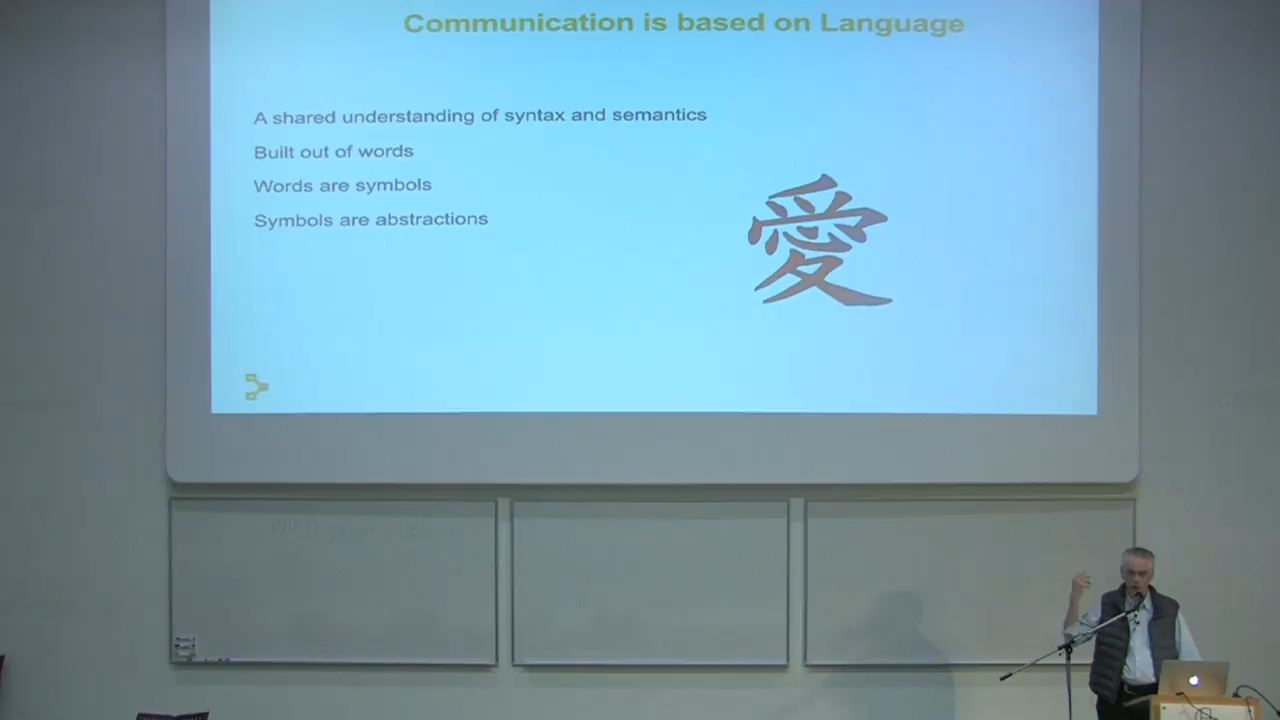 Communication is based on Language
A shared understanding of syntax and semantics
Built out of words
Words are symbols
Symbols are abstractions
愛